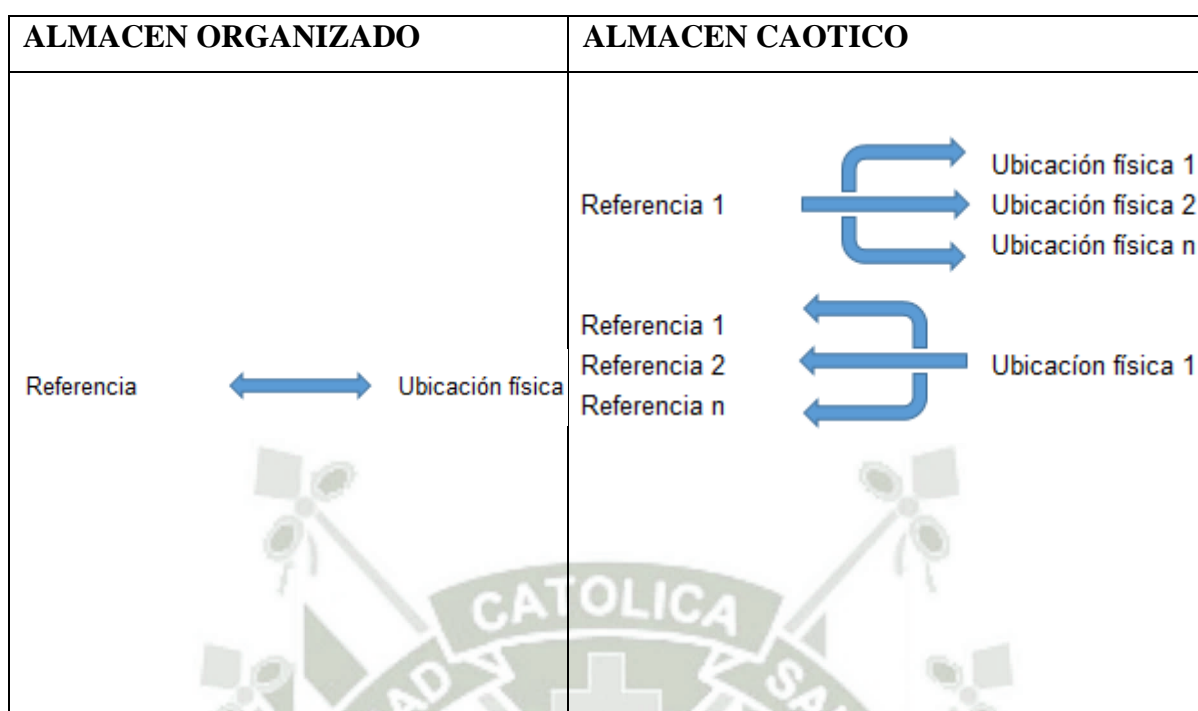 ALMACEN ORGANIZADO
ALMACEN CAOTICO
Referencia
Ubicación física
Referencia 1
Ubicación física 1
Ubicación física 2
Ubicación física n
Referencia 1
Referencia 2
Referencia n
Ubicacíon física 1
CATOLICA